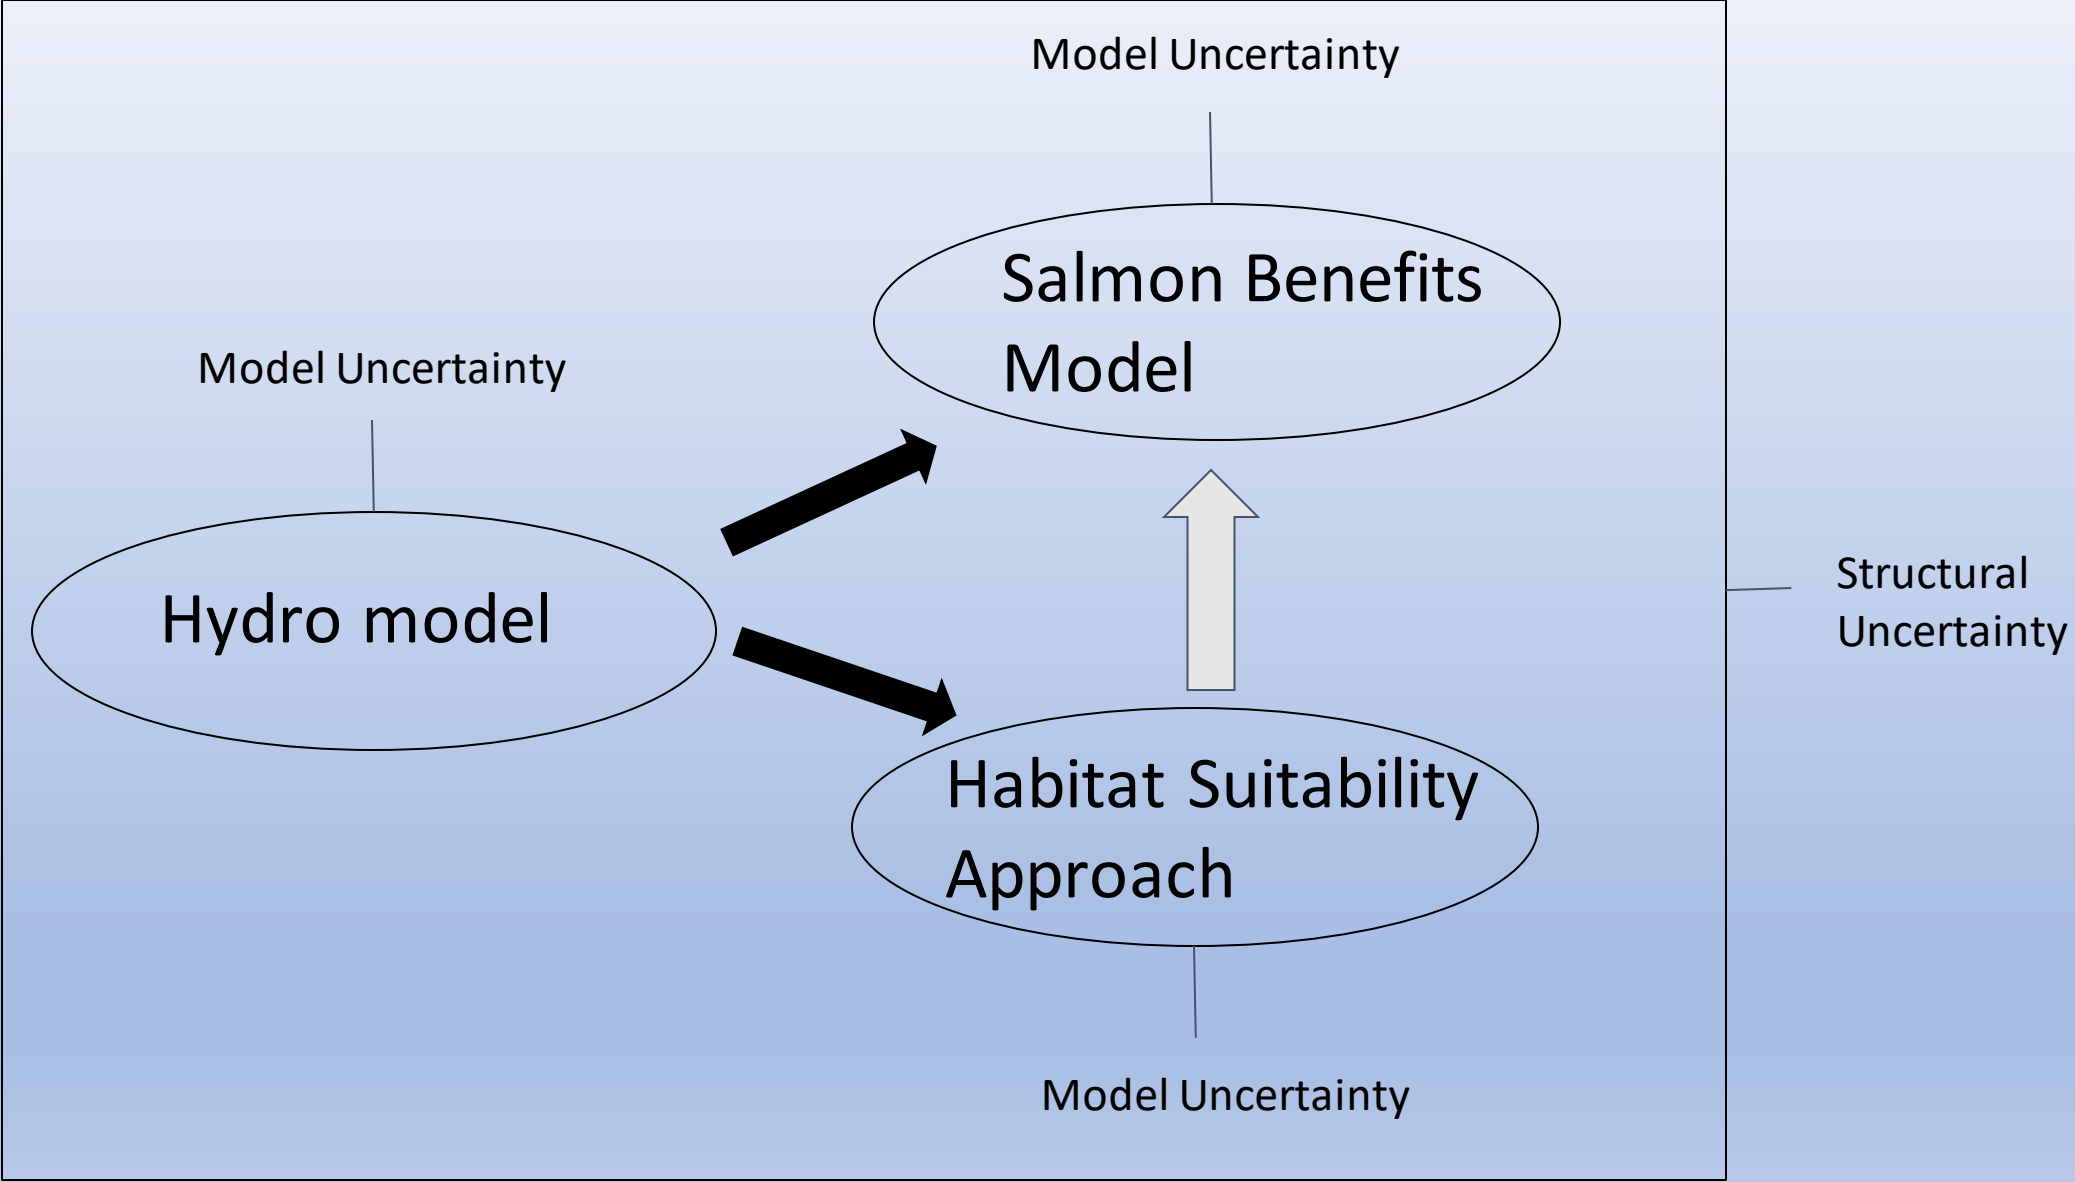 Model Uncertainty
Salmon Benefits
Model
Model Uncertainty
Hydro model
Structural
Uncertainty
Habitat Suitability
Approach
Model Uncertainty